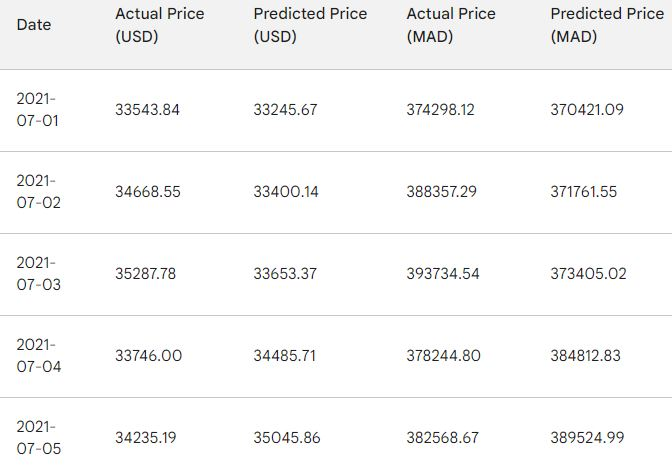 Date Actual Price (USD) Predicted Price (USD) Actual Price (MAD) Predicted Price (MAD)
2021-07-01 33543.84 33245.67 374298.12 370421.09
2021-07-02 34668.55 33400.14 388357.29 371761.55
2021-07-03 35287.78 33653.37 393734.54 373405.02
2021-07-04 33746.00 34485.71 378244.80 384812.83
2021-07-05 34235.19 35045.86 382568.67 389524.99